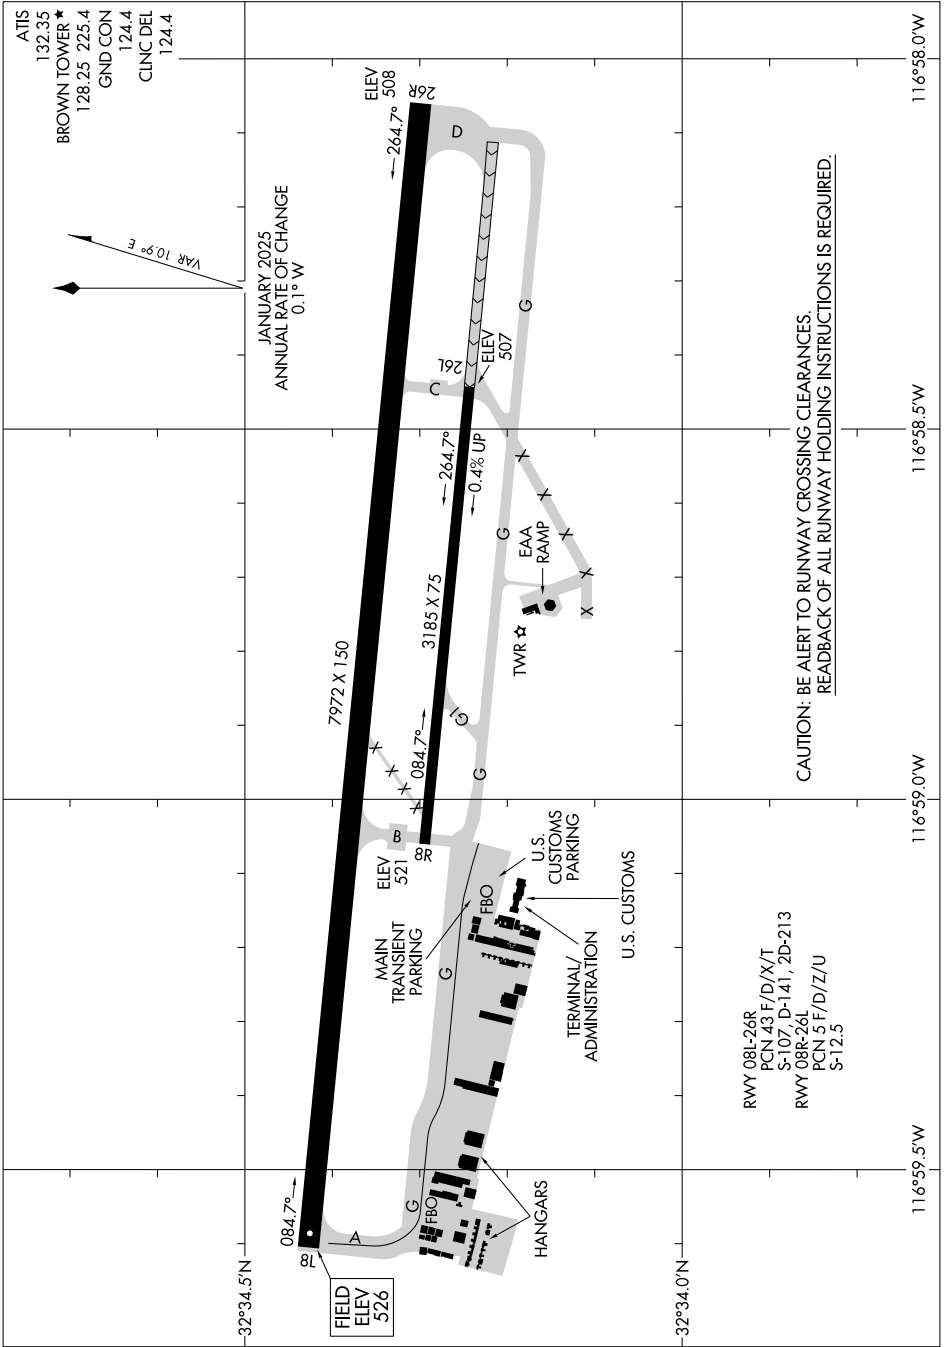 ATIS
132.35
BROWN TOWER★
128.25 225.4
GND CON
124.4
CLNC DEL
124.4
VAR 10.9° E
JANUARY 2025
ANNUAL RATE OF CHANGE
0.1° W
FIELD
ELEV
526
8L
084.7°
7972 X 150
264.7°
26R
ELEV
508
A
B
C
D
ELEV
521
8R
084.7°
3185 X 75
264.7°
0.4% UP
26L
ELEV
507
X
X
X
X
G1
G
G
G
G
G
FBO
HANGARS
MAIN
TRANSIENT
PARKING
FBO
U.S.
CUSTOMS
PARKING
TERMINAL/
ADMINISTRATION
U.S. CUSTOMS
TWR
EAA
RAMP
X
X
X
X
X
X
RWY 08L-26R
PCN 43 F/D/X/T
S-107, D-141, 2D-213
RWY 08R-26L
PCN 5 F/D/Z/U
S-12.5
CAUTION: BE ALERT TO RUNWAY CROSSING CLEARANCES.
READBACK OF ALL RUNWAY HOLDING INSTRUCTIONS IS REQUIRED.
32°34.5'N
32°34.0'N
116°59.5'W
116°59.0'W
116°58.5'W
116°58.0'W